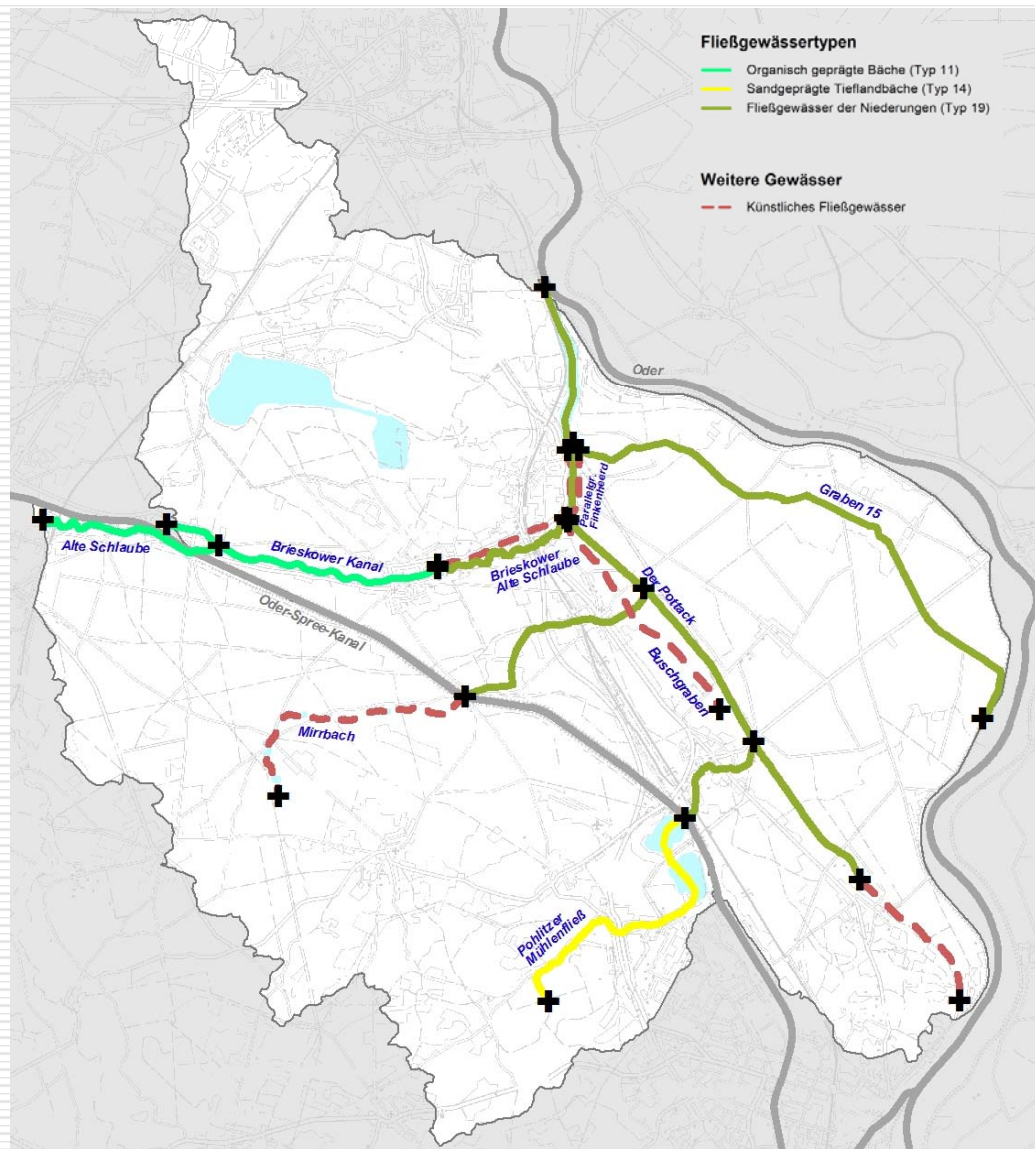 Fließgewässertypen
Organisch geprägte Bäche (Typ 11)
Sandgeprägte Tieflandbäche (Typ 14)
Fließgewässer der Niederungen (Typ 19)
Weitere Gewässer
Künstliches Fließgewässer
Oder
Parallelgr.
Finkenheerd
Graben 15
Alte Schlaube
Brieskower Kanal
Brieskower
Alte Schlaube
Der Pottack
Oder-Spree-Kanal
Buschgraben
Mirrbach
Pohlitzer
Mühlenfließ